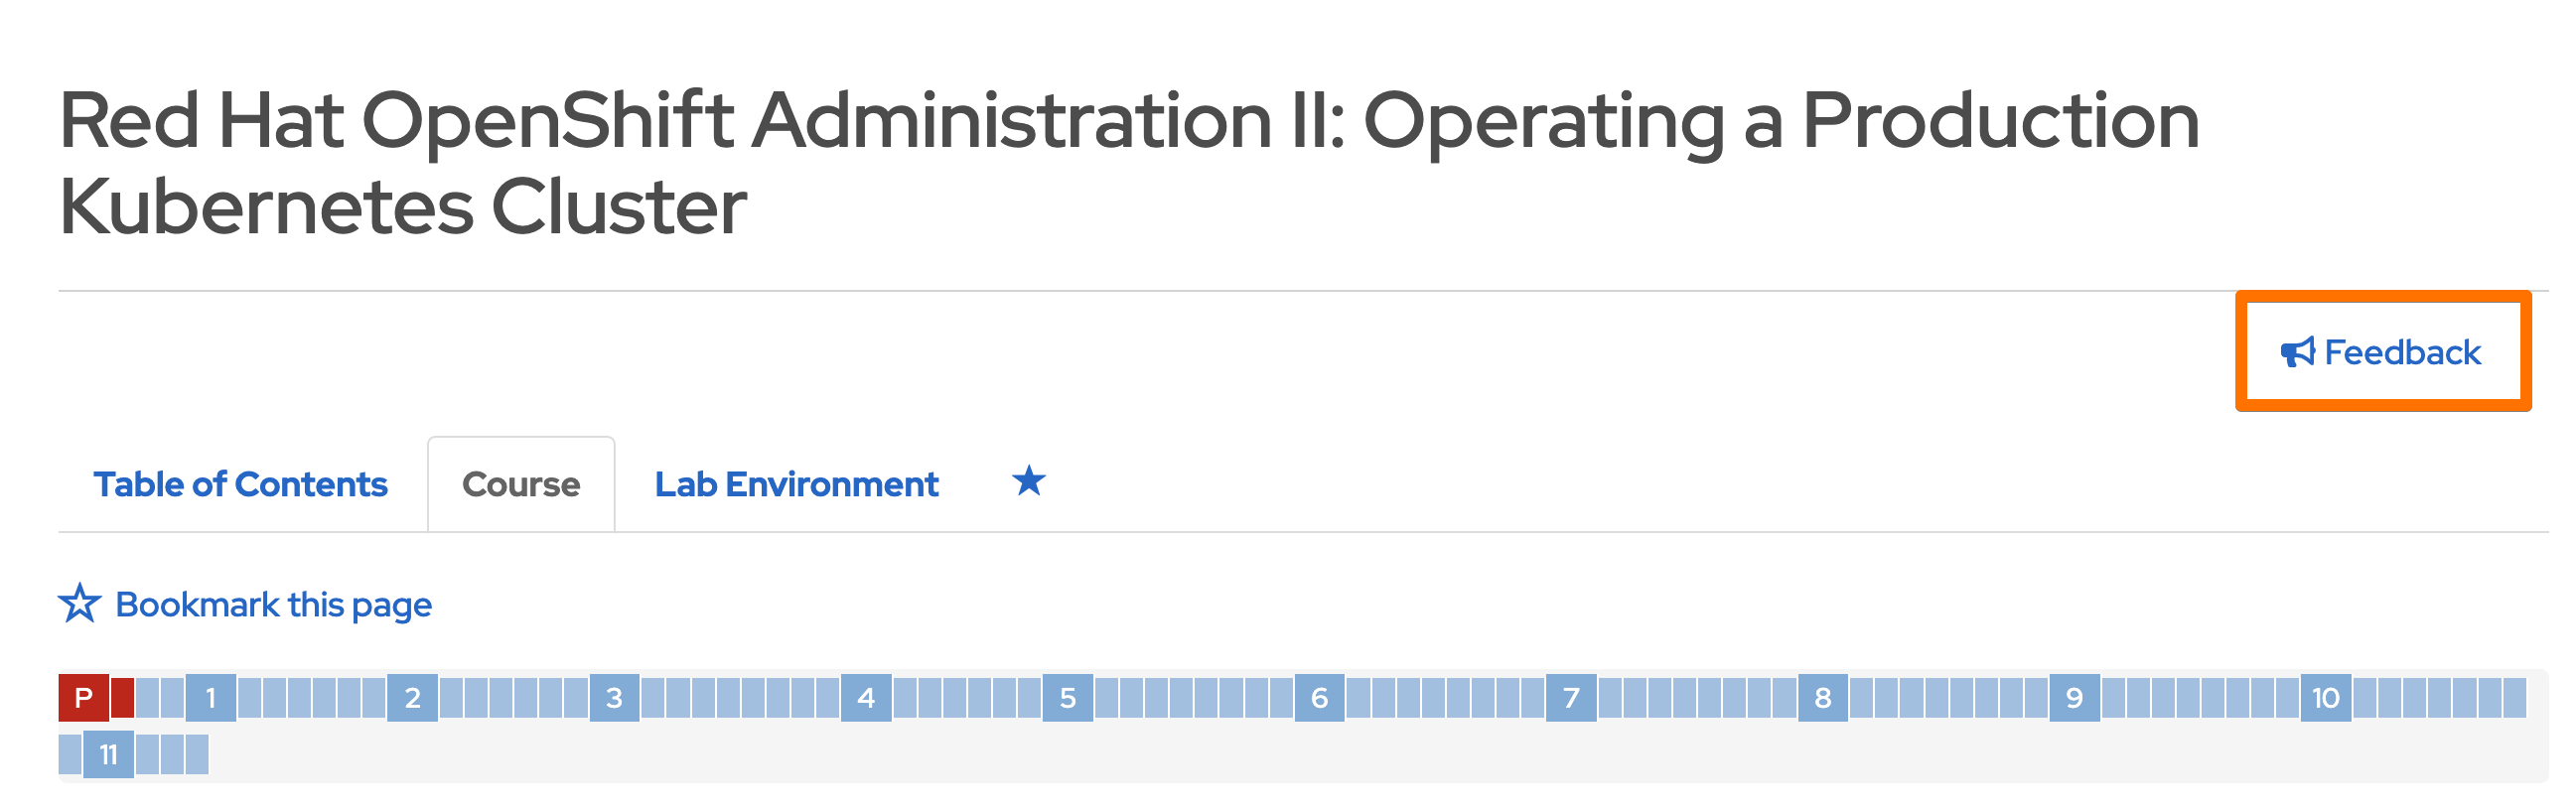 Red Hat OpenShift Administration II: Operating a Production
Kubernetes Cluster
Feedback
Table of Contents Course Lab Environment
Bookmark this page
P 1 2 3 4 5 6 7 8 9 10
11